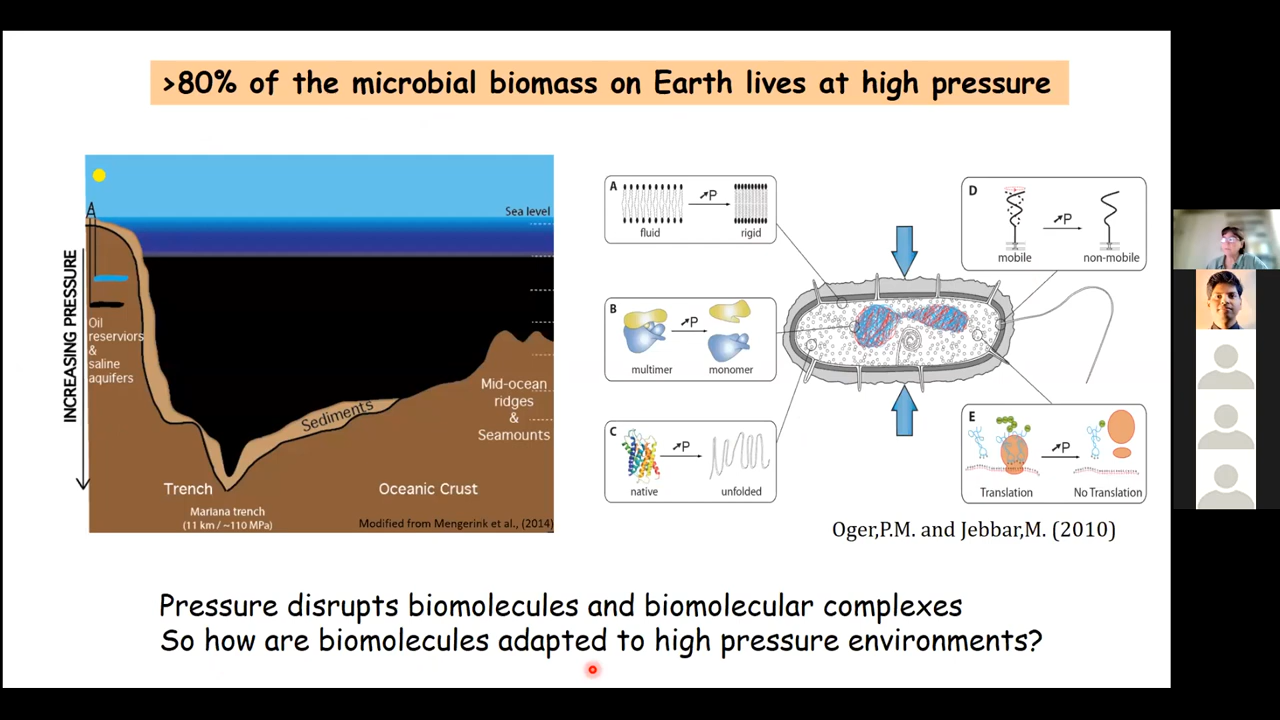 >80% of the microbial biomass on Earth lives at high pressure
Sea level
INCREASING PRESSURE
Oil
reserviors
&
saline
aquifers
Mid-ocean
ridges
&
Seamounts
Sediments
Trench
Oceanic Crust
Mariana trench
(11 km / ~110 MPa)
Modified from Mengerink et al., (2014)
A
↗P
fluid
rigid
B
↗P
multimer
monomer
C
↗P
native
unfolded
D
↗P
mobile
non-mobile
E
↗P
Translation
No Translation
Oger,P.M. and Jebbar,M. (2010)
Pressure disrupts biomolecules and biomolecular complexes
So how are biomolecules adapted to high pressure environments?